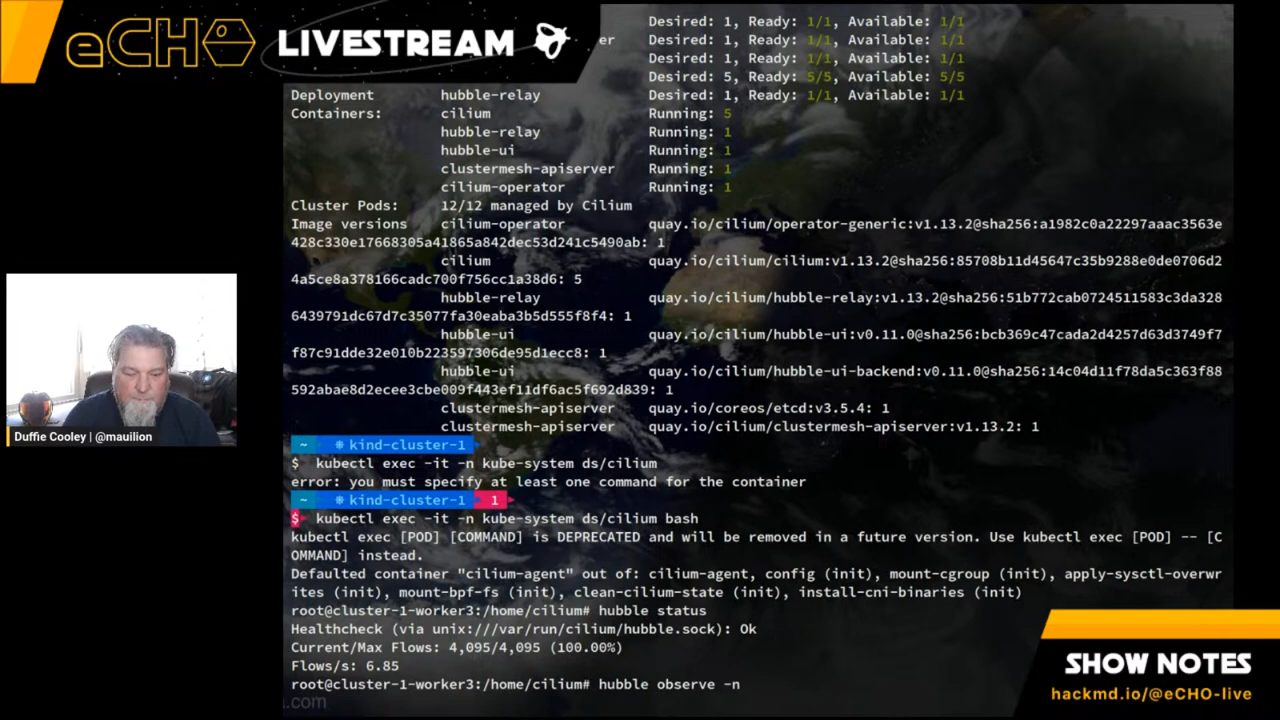 eCHO LIVESTREAM
Desired: 1, Ready: 1/1, Available: 1/1
er Desired: 1, Ready: 1/1, Available: 1/1
Desired: 1, Ready: 1/1, Available: 1/1
Desired: 5, Ready: 5/5, Available: 5/5
Deployment hubble-relay Desired: 1, Ready: 1/1, Available: 1/1
Containers: cilium Running: 5
hubble-relay Running: 1
hubble-ui Running: 1
clustermesh-apiserver Running: 1
cilium-operator Running: 1
Cluster Pods: 12/12 managed by Cilium
Image versions cilium-operator quay.io/cilium/operator-generic:v1.13.2@sha256:a1982c0a22297aaac3563e
428c330e17668305a41865a842dec53d241c5490ab: 1
cilium quay.io/cilium/cilium:v1.13.2@sha256:85708b11d45647c35b9288e0de0706d2
4a5ce8a378166cadc700f756cc1a38d6: 5
hubble-relay quay.io/cilium/hubble-relay:v1.13.2@sha256:51b772cab0724511583c3da328
6439791dc67d7c35077fa30eaba3b5d555f8f4: 1
hubble-ui quay.io/cilium/hubble-ui:v0.11.0@sha256:bcb369c47cada2d4257d63d3749f7
f87c91dde32e010b223597306de95d1ecc8: 1
hubble-ui quay.io/cilium/hubble-ui-backend:v0.11.0@sha256:14c04d11f78da5c363f88
592abae8d2ecee3cbe009f443ef11df6ac5f692d839: 1
clustermesh-apiserver quay.io/coreos/etcd:v3.5.4: 1
clustermesh-apiserver quay.io/cilium/clustermesh-apiserver:v1.13.2: 1
~ ⎈ kind-cluster-1
$ kubectl exec -it -n kube-system ds/cilium
error: you must specify at least one command for the container
~ ⎈ kind-cluster-1 1
$ kubectl exec -it -n kube-system ds/cilium bash
kubectl exec [POD] [COMMAND] is DEPRECATED and will be removed in a future version. Use kubectl exec [POD] -- [C
OMMAND] instead.
Defaulted container "cilium-agent" out of: cilium-agent, config (init), mount-cgroup (init), apply-sysctl-overwr
ites (init), mount-bpf-fs (init), clean-cilium-state (init), install-cni-binaries (init)
root@cluster-1-worker3:/home/cilium# hubble status
Healthcheck (via unix:///var/run/cilium/hubble.sock): Ok
Current/Max Flows: 4,095/4,095 (100.00%)
Flows/s: 6.85
root@cluster-1-worker3:/home/cilium# hubble observe -n
.com
Duffie Cooley | @mauilion
SHOW NOTES
hackmd.io/@eCHO-live